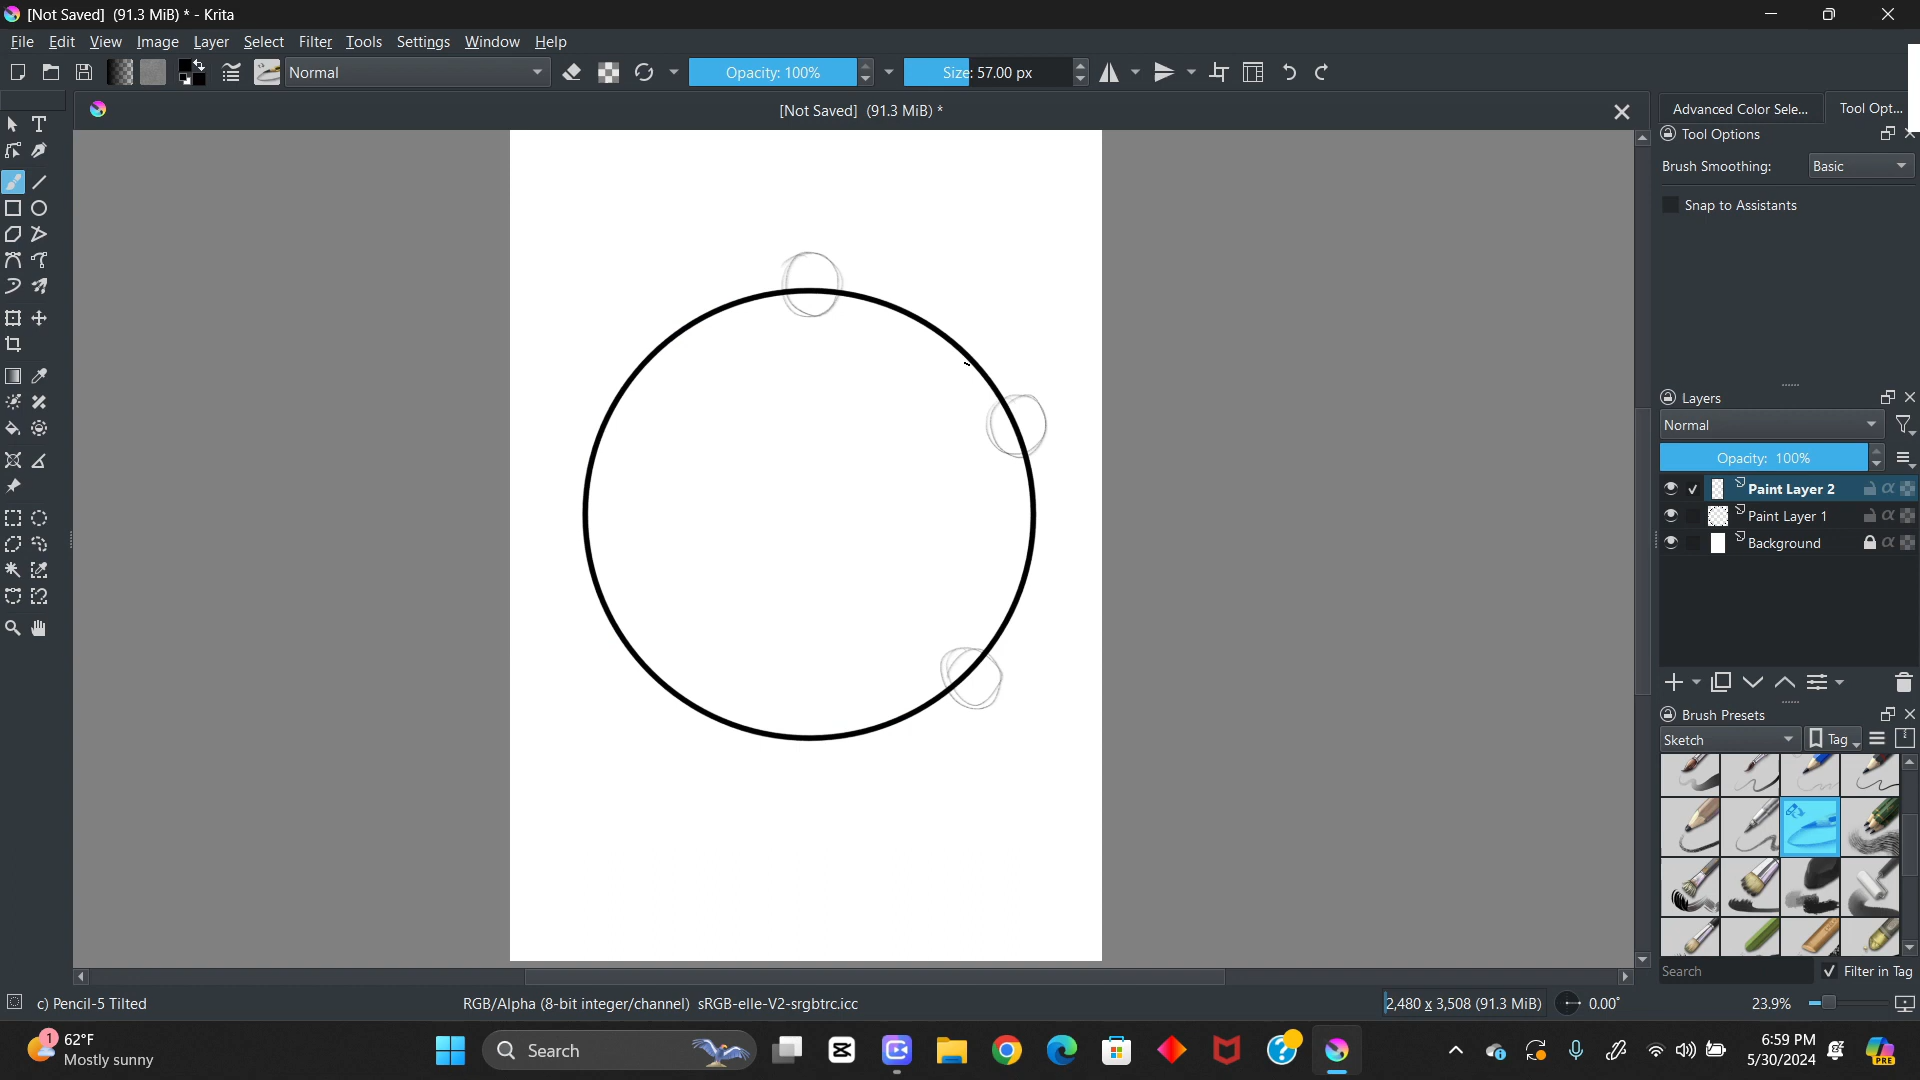 [Not Saved] (91.3 MiB) * - Krita
File Edit View Image Layer Select Filter Tools Settings Window Help
Normal Opacity: 100% Size: 57.00 px
[Not Saved] (91.3 MiB) *
Advanced Color Sele... Tool Opt...
Tool Options
Brush Smoothing: Basic
Snap to Assistants
Layers
Normal
Opacity: 100%
Paint Layer 2
Paint Layer 1
Background
Brush Presets
Sketch Tag
Search Filter in Tag
c) Pencil-5 Tilted RGB/Alpha (8-bit integer/channel) sRGB-elle-V2-srgbtrc.icc 2,480 x 3,508 (91.3 MiB) 0.00° 23.9%
1 62°F
Mostly sunny
Search
6:59 PM
5/30/2024
PRE